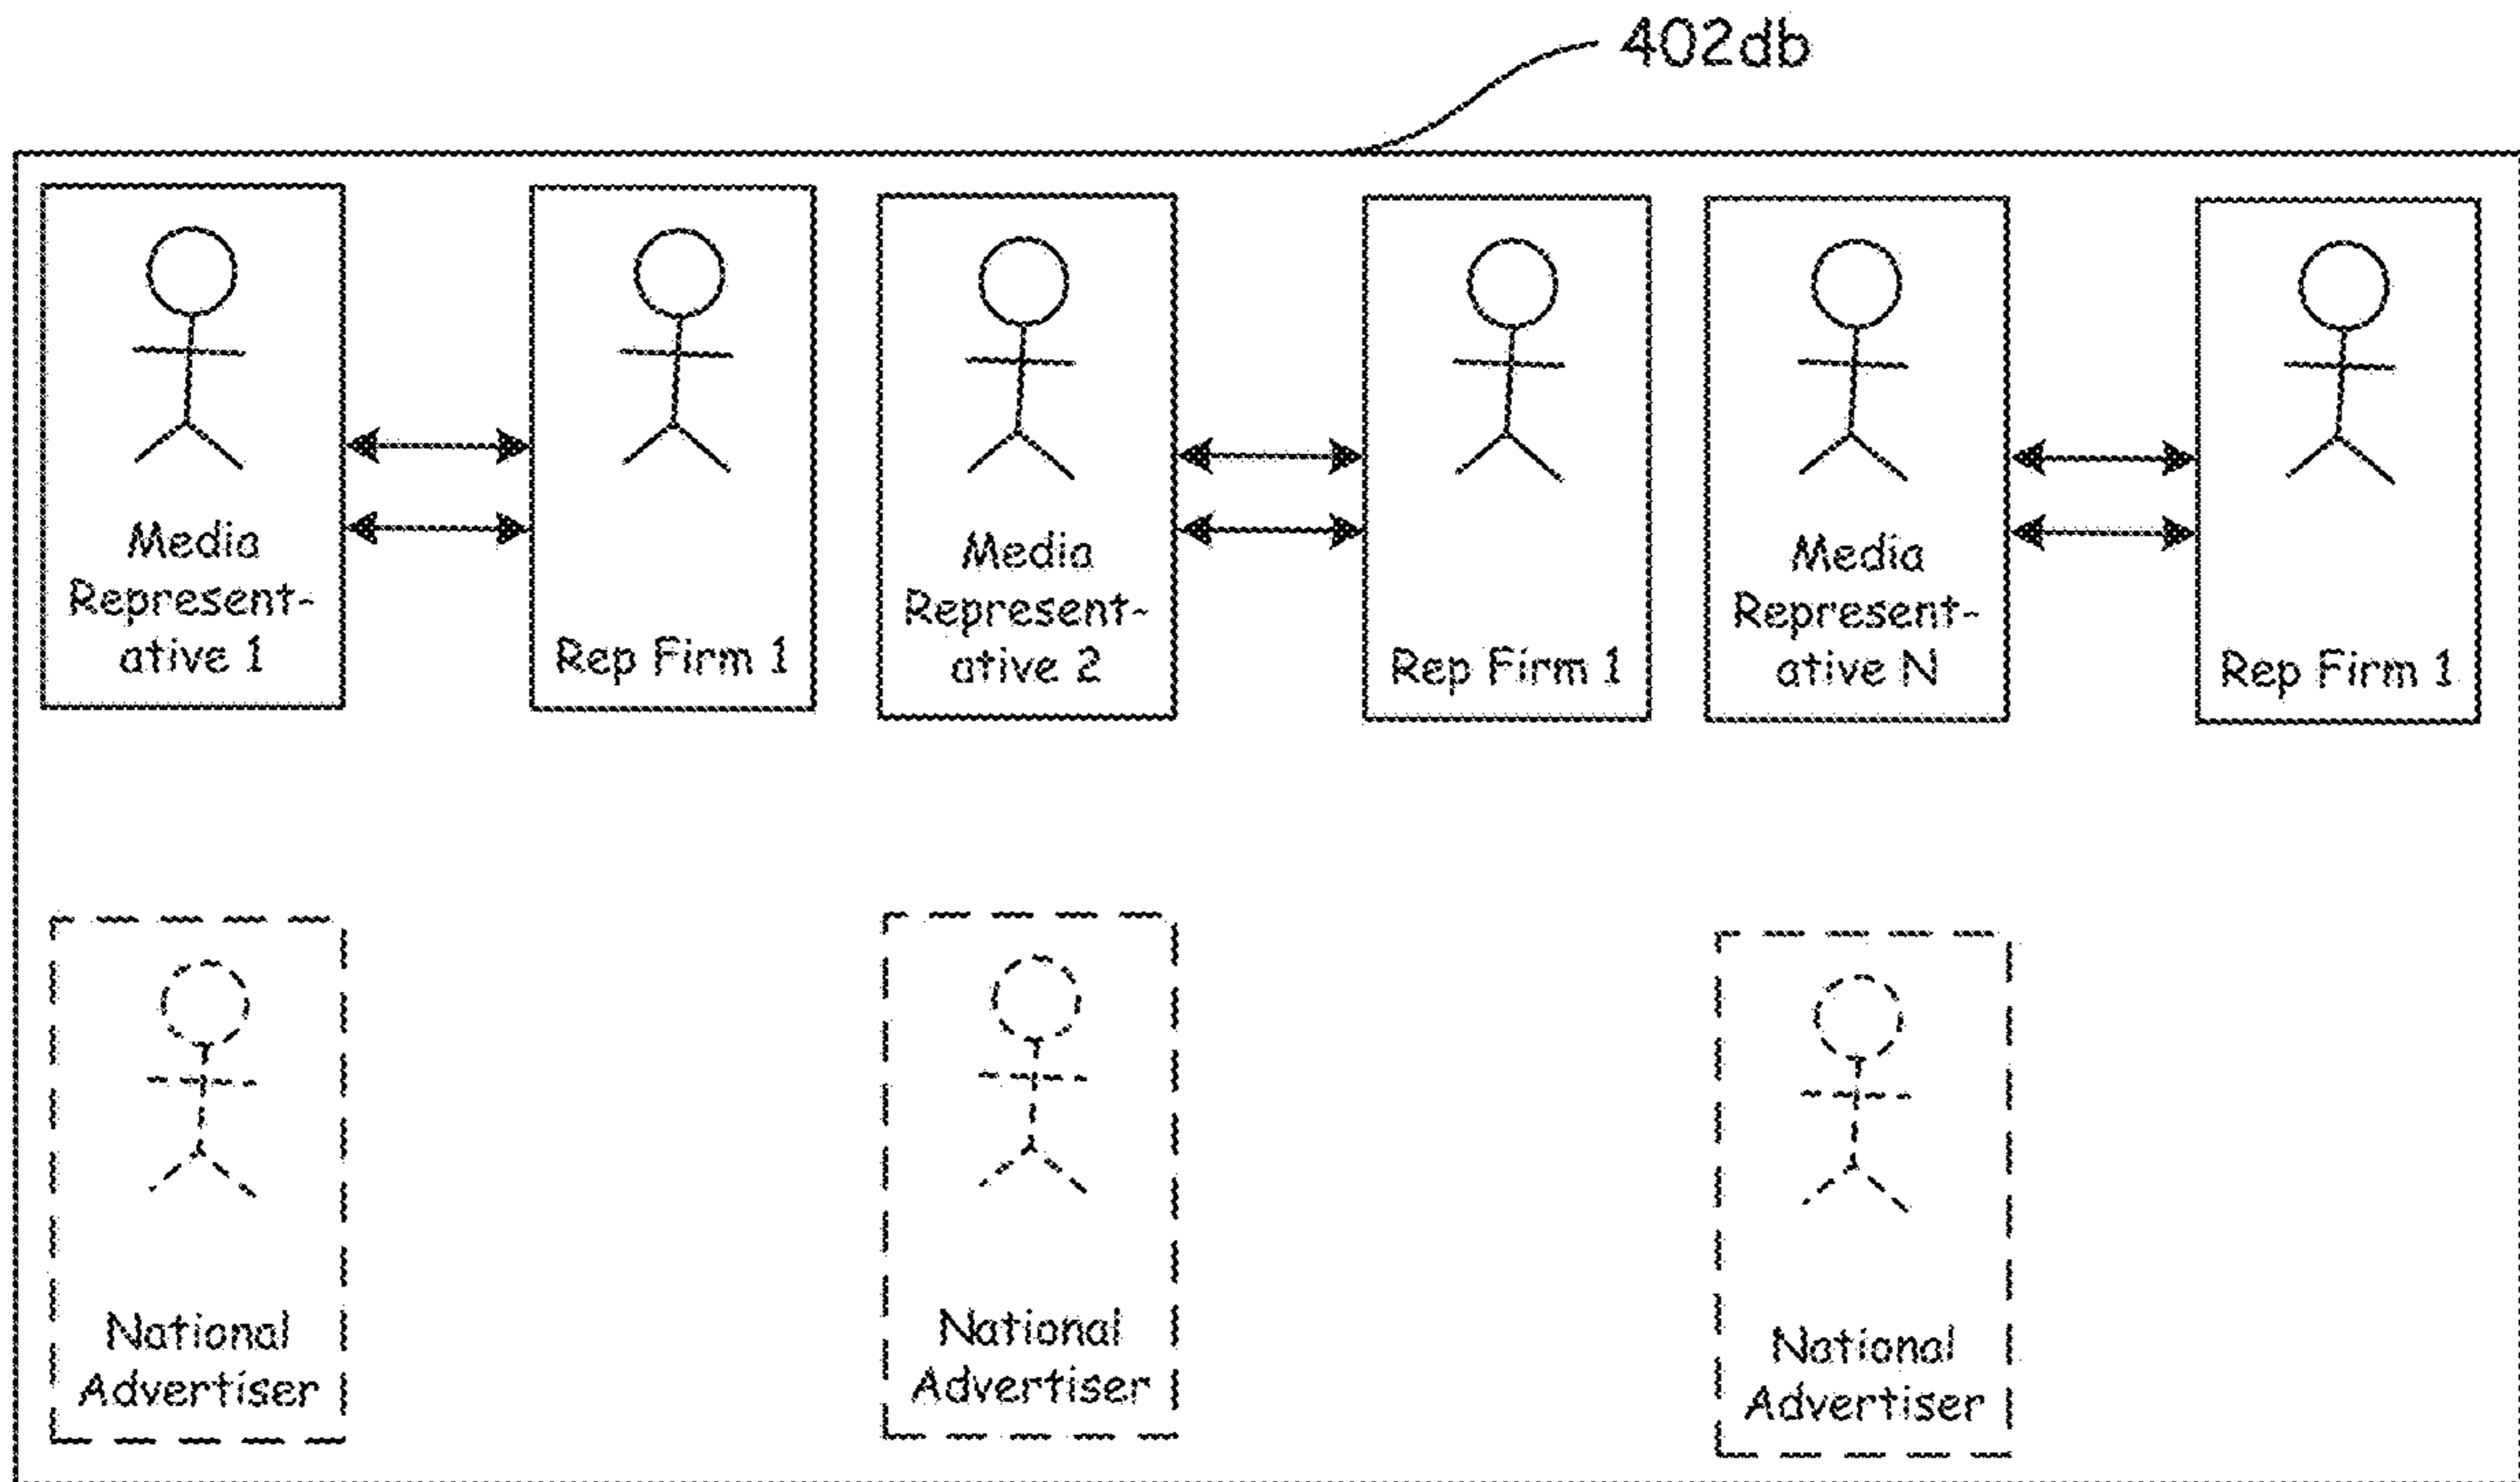 402db
Media
Represent-
ative 1
Rep Firm 1
Media
Represent-
ative 2
Rep Firm 1
Media
Represent-
ative N
Rep Firm 1
National
Advertiser
National
Advertiser
National
Advertiser